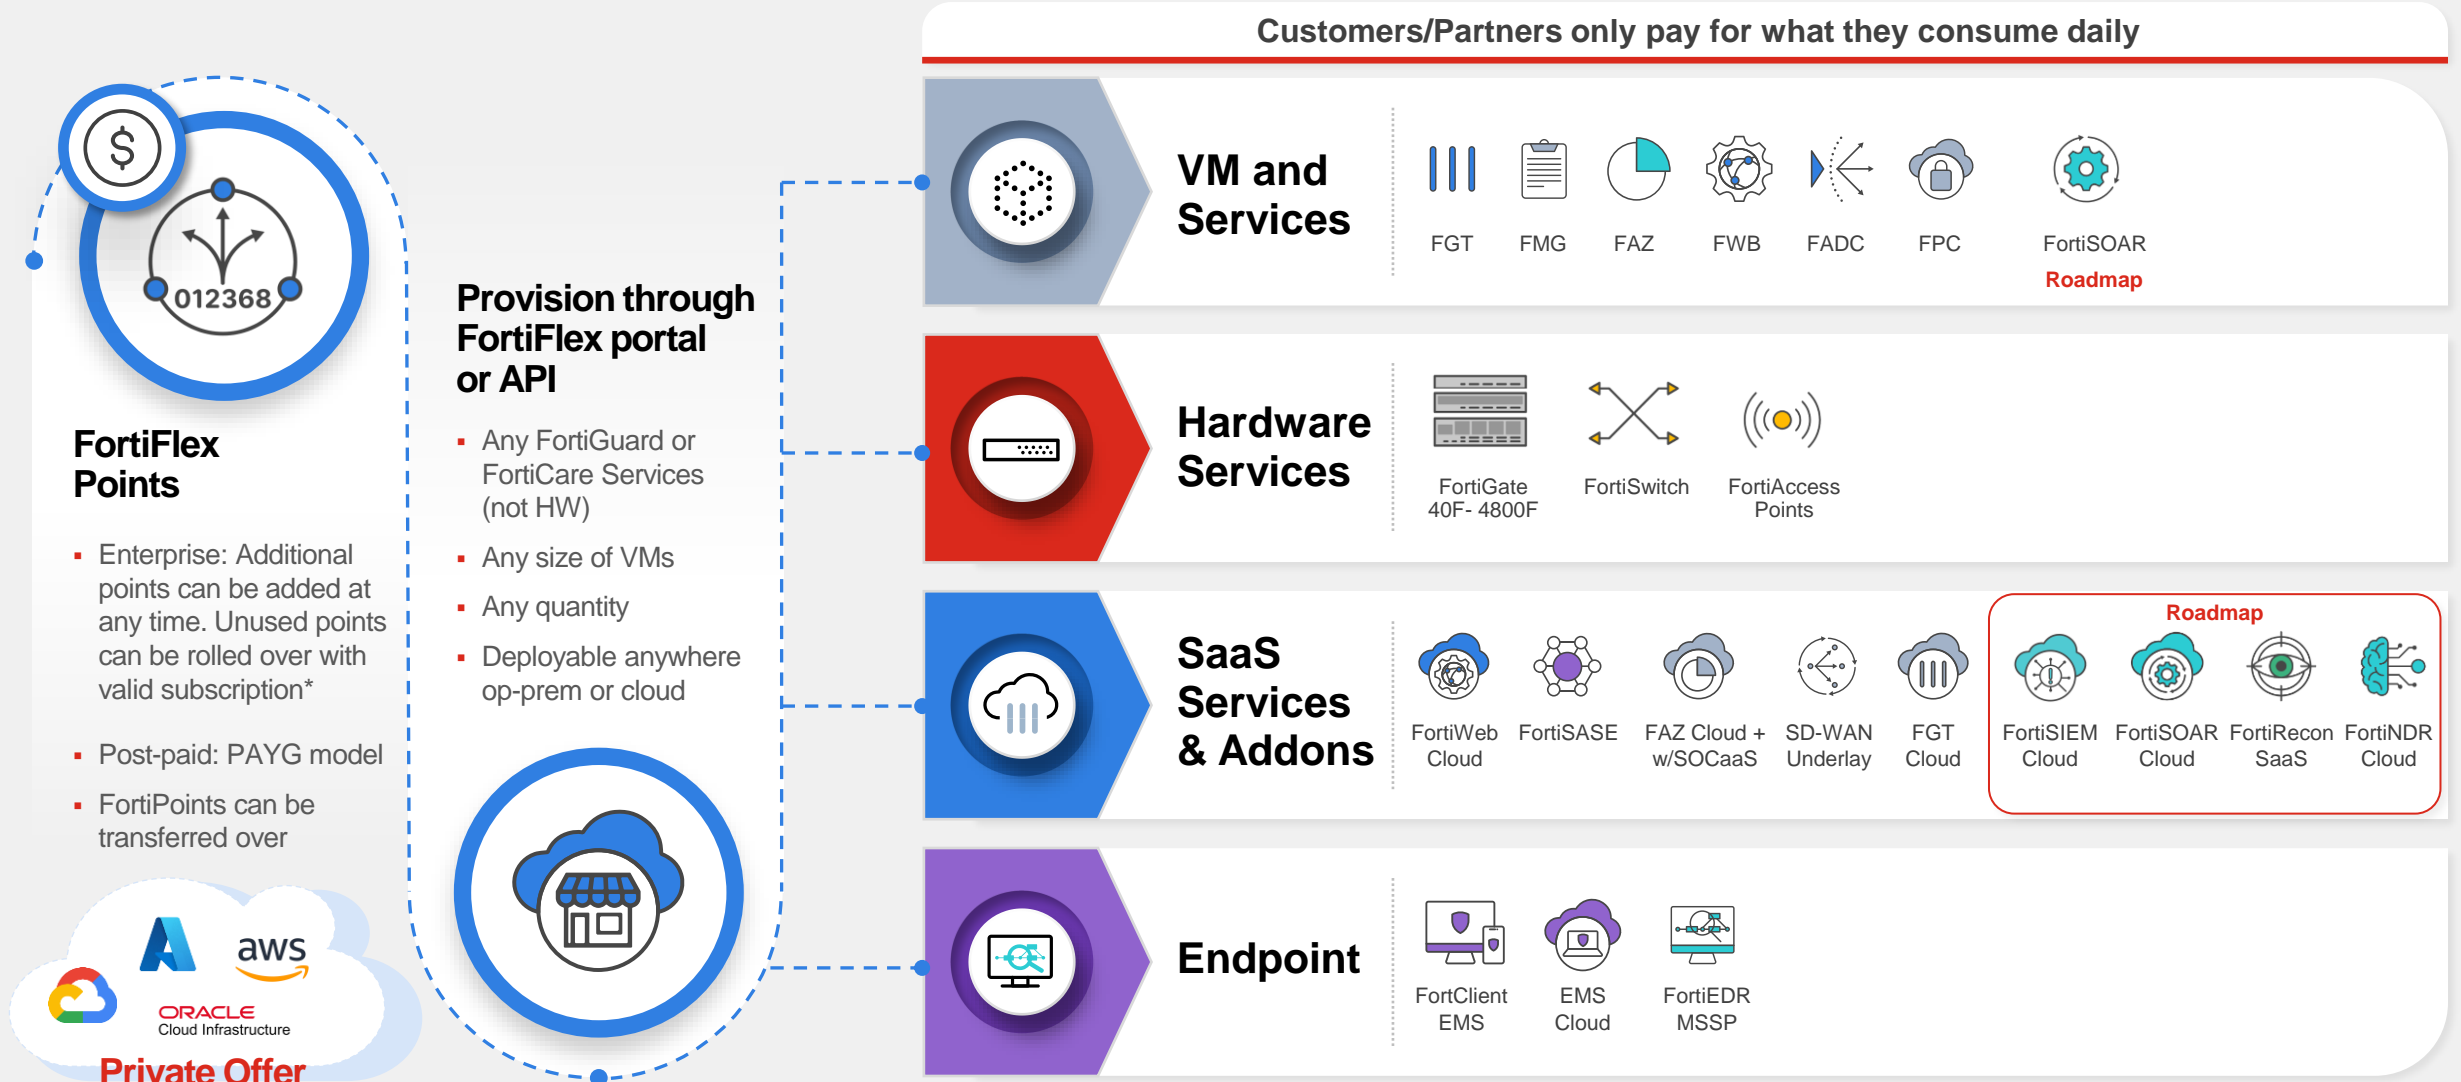 Customers/Partners only pay for what they consume daily
$
012368
FortiFlex
Points
Enterprise: Additional
points can be added at
any time. Unused points
can be rolled over with
valid subscription*
Post-paid: PAYG model
FortiPoints can be
transferred over
aws
ORACLE
Cloud Infrastructure
Private Offer
Provision through
FortiFlex portal
or API
Any FortiGuard or
FortiCare Services
(not HW)
Any size of VMs
Any quantity
Deployable anywhere
op-prem or cloud
VM and
Services
FGT
FMG
FAZ
FWB
FADC
FPC
FortiSOAR
Roadmap
Hardware
Services
FortiGate
40F- 4800F
FortiSwitch
FortiAccess
Points
SaaS
Services
& Addons
FortiWeb
Cloud
FortiSASE
FAZ Cloud +
w/SOCaaS
SD-WAN
Underlay
FGT
Cloud
Roadmap
FortiSIEM
Cloud
FortiSOAR
Cloud
FortiRecon
SaaS
FortiNDR
Cloud
Endpoint
FortClient
EMS
EMS
Cloud
FortiEDR
MSSP